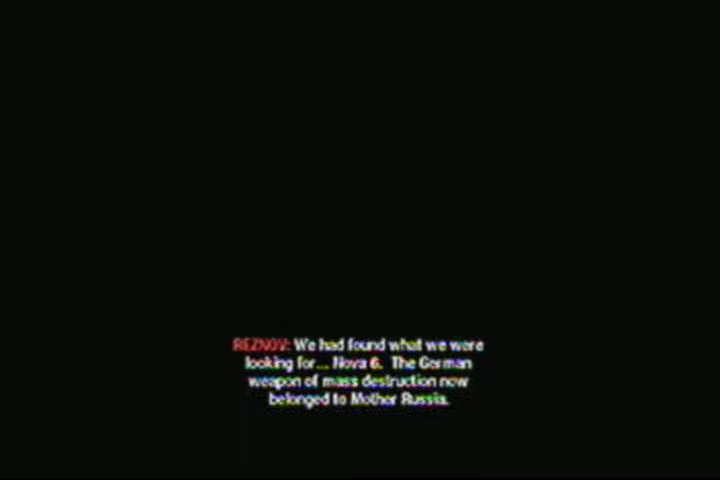 REZNOV: We had found what we were
looking for... Nova 6. The German
weapon of mass destruction now
belonged to Mother Russia.